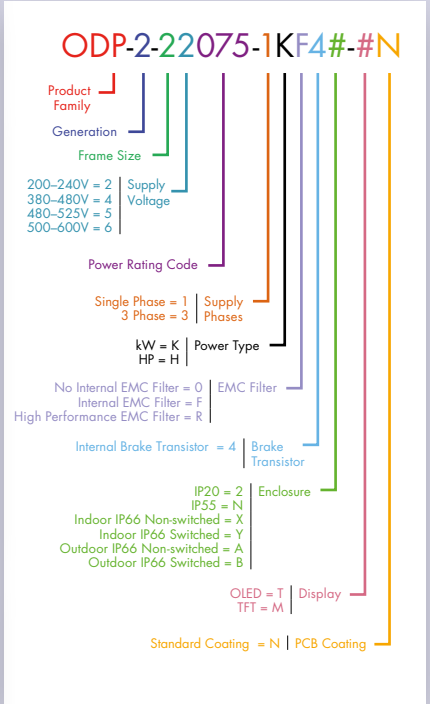 ODP-2-22075-1KF4#-#N
Product
Family
Generation
Frame Size
200–240V = 2
380–480V = 4
480–525V = 5
500–600V = 6
Supply
Voltage
Power Rating Code
Single Phase = 1
3 Phase = 3
Supply
Phases
kW = K
HP = H
Power Type
No Internal EMC Filter = 0
Internal EMC Filter = F
High Performance EMC Filter = R
EMC Filter
Internal Brake Transistor = 4
Brake
Transistor
IP20 = 2
IP55 = N
Indoor IP66 Non-switched = X
Indoor IP66 Switched = Y
Outdoor IP66 Non-switched = A
Outdoor IP66 Switched = B
Enclosure
OLED = T
TFT = M
Display
Standard Coating = N
PCB Coating